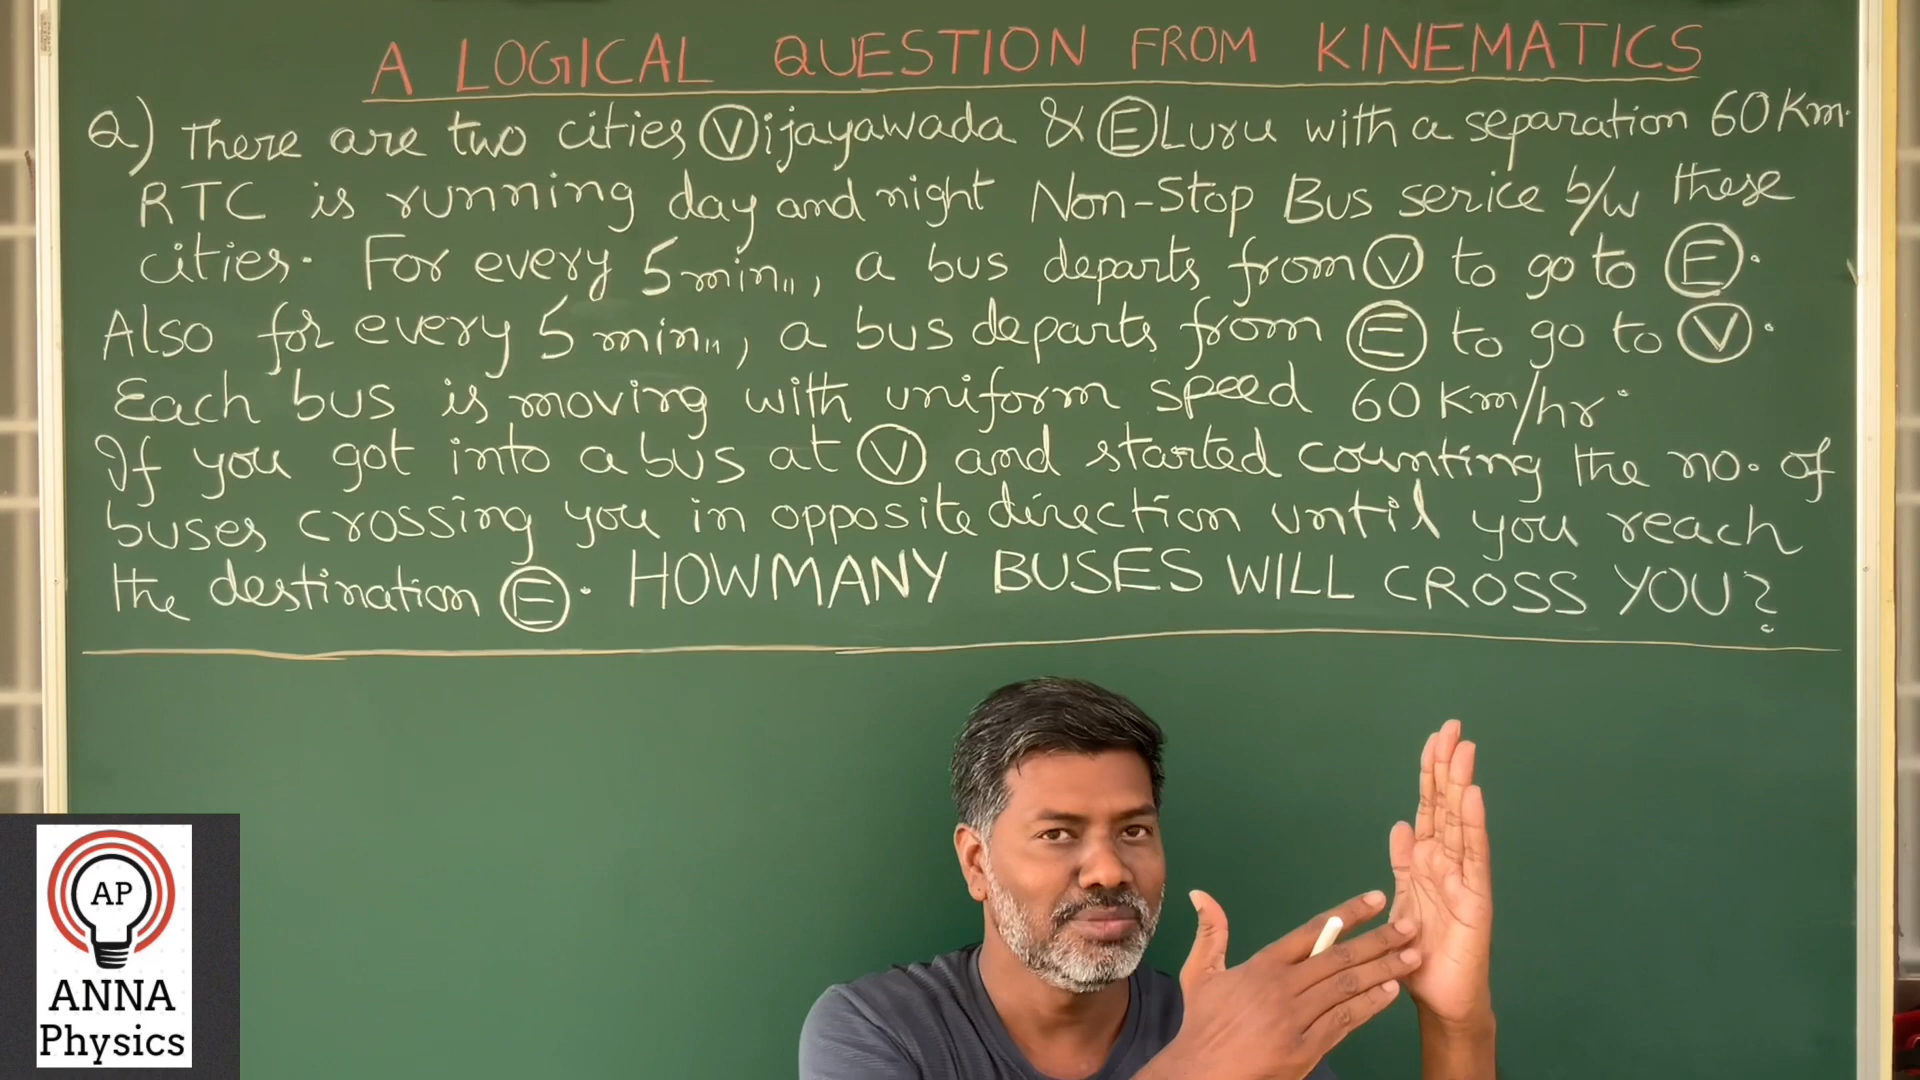 A LOGICAL QUESTION FROM KINEMATICS
Q) There are two cities Vijayawada & ELuru with a separation 60 Km.
RTC is running day and night Non-Stop Bus serice b/w these
cities. For every 5 min,, , a bus departs from V to go to E.
Also for every 5 min,, , a bus departs from E to go to V.
Each bus is moving with uniform speed 60 Km/hr.
If you got into a bus at V and started counting the no. of
buses crossing you in opposite direction until you reach
the destination E. HOWMANY BUSES WILL CROSS YOU?
AP
ANNA
Physics